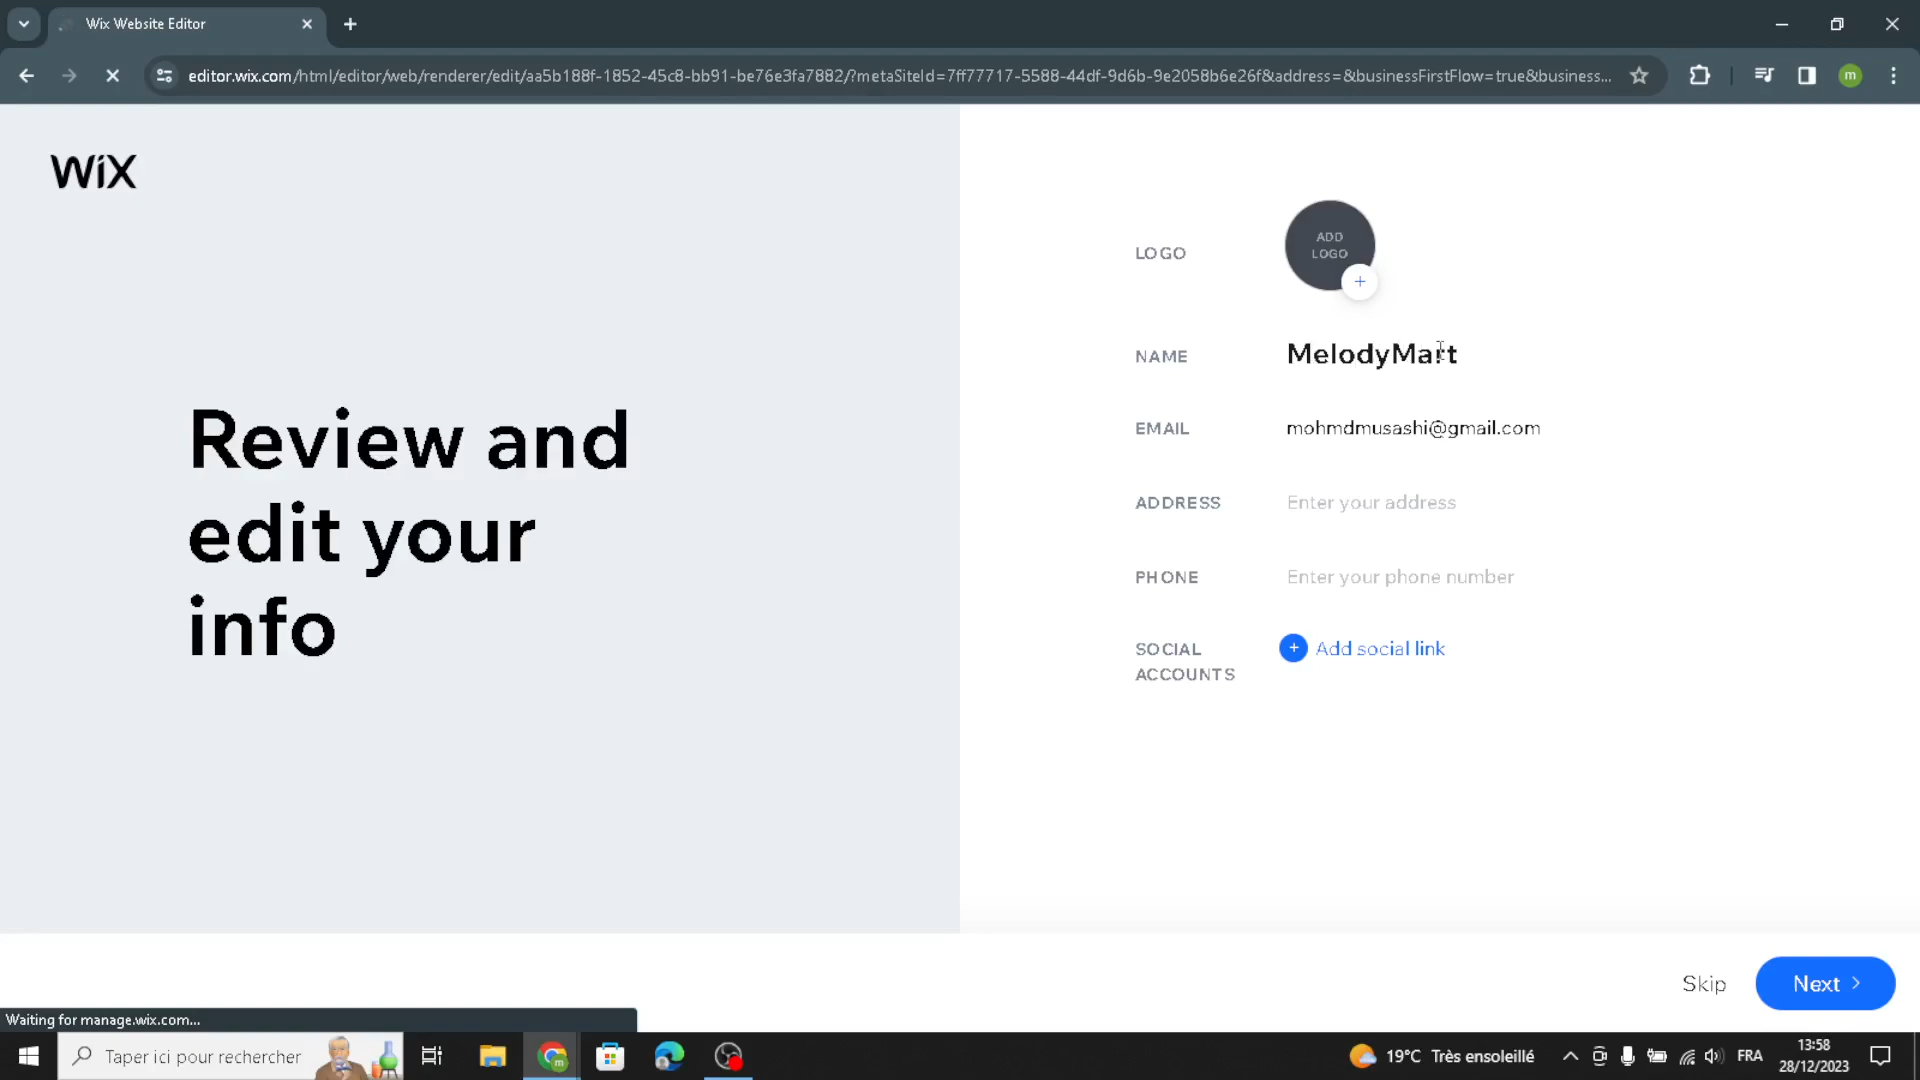 Wix Website Editor
editor.wix.com/html/editor/web/renderer/edit/aa5b188f-1852-45c8-bb91-be76e3fa7882/?metaSiteId=7ff77717-5588-44df-9d6b-9e2058b6e26f&address=&businessFirstFlow=true&business...
m
WiX
Review and
edit your
info
LOGO
ADD
LOGO
NAME
MelodyMart
EMAIL
mohmdmusashi@gmail.com
ADDRESS
Enter your address
PHONE
Enter your phone number
SOCIAL
ACCOUNTS
Add social link
Skip
Next
Waiting for manage.wix.com...
Taper ici pour rechercher
m
19°C Très ensoleillé
FRA
13:58
28/12/2023